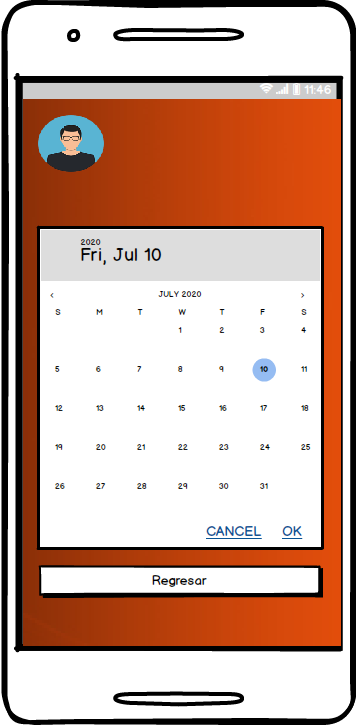 11:46
2020
Fri, Jul 10
‹ JULY 2020 ›
S M T W T F S
1 2 3 4
5 6 7 8 9 10 11
12 13 14 15 16 17 18
19 20 21 22 23 24 25
26 27 28 29 30 31
CANCEL OK
Regresar